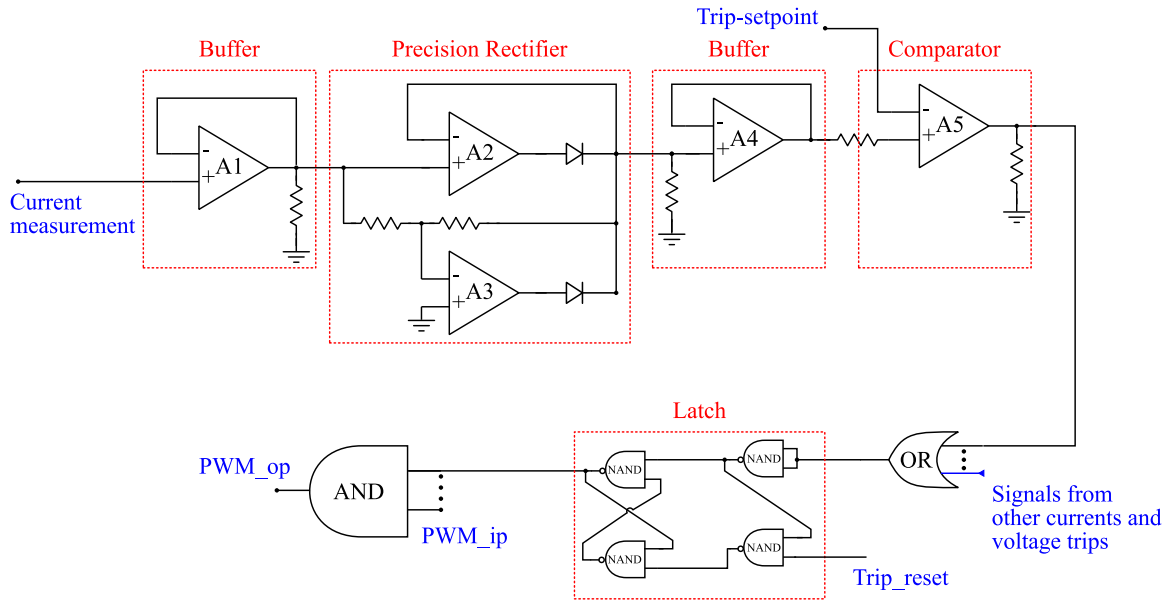 Trip-setpoint
Buffer
Precision Rectifier
Buffer
Comparator
-
+
A1
-
+
A2
-
+
A4
-
+
A5
Current
measurement
-
+
A3
Latch
PWM_op
AND
PWM_ip
NAND
NAND
OR
Signals from
other currents and
voltage trips
NAND
NAND
Trip_reset